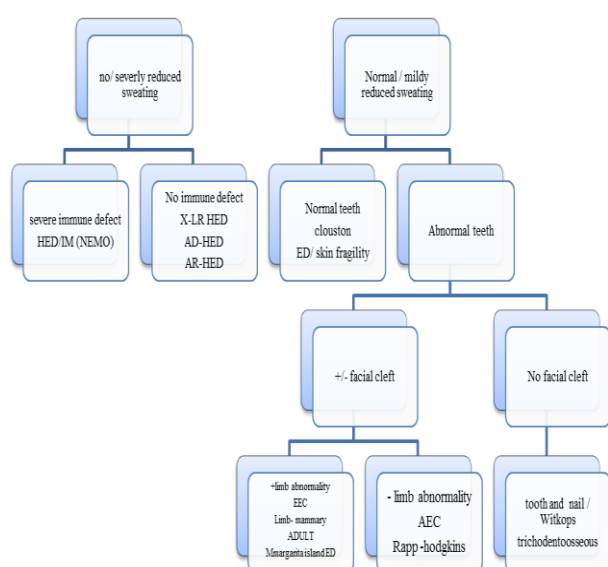 no/ severly reduced
sweating
Normal / mildy
reduced sweating
severe immune defect
HED/IM (NEMO)
No immune defect
X-LR HED
AD-HED
AR-HED
Normal teeth
clouston
ED/ skin fragility
Abnormal teeth
+/- facial cleft
No facial cleft
+limb abnormality
EEC
Limb- mammary
ADULT
Mmargarita island ED
- limb abnormality
AEC
Rapp -hodgkins
tooth and nail /
Witkops
trichodentoosseous